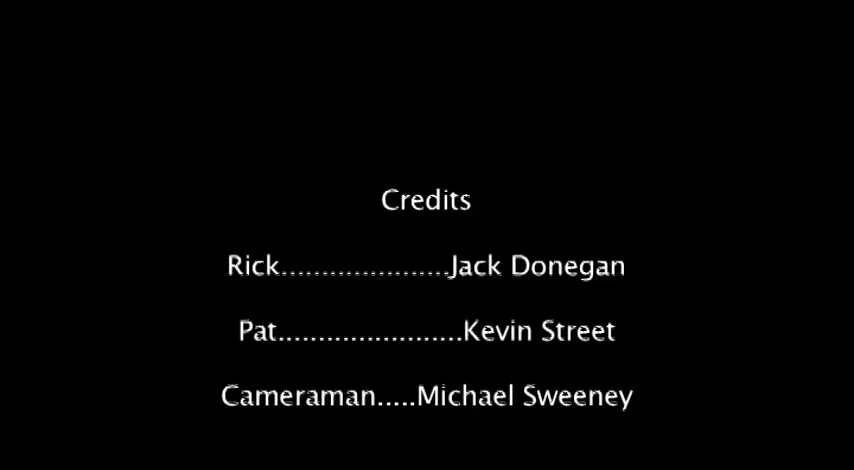 Credits
Rick.....................Jack Donegan
Pat.......................Kevin Street
Cameraman.....Michael Sweeney